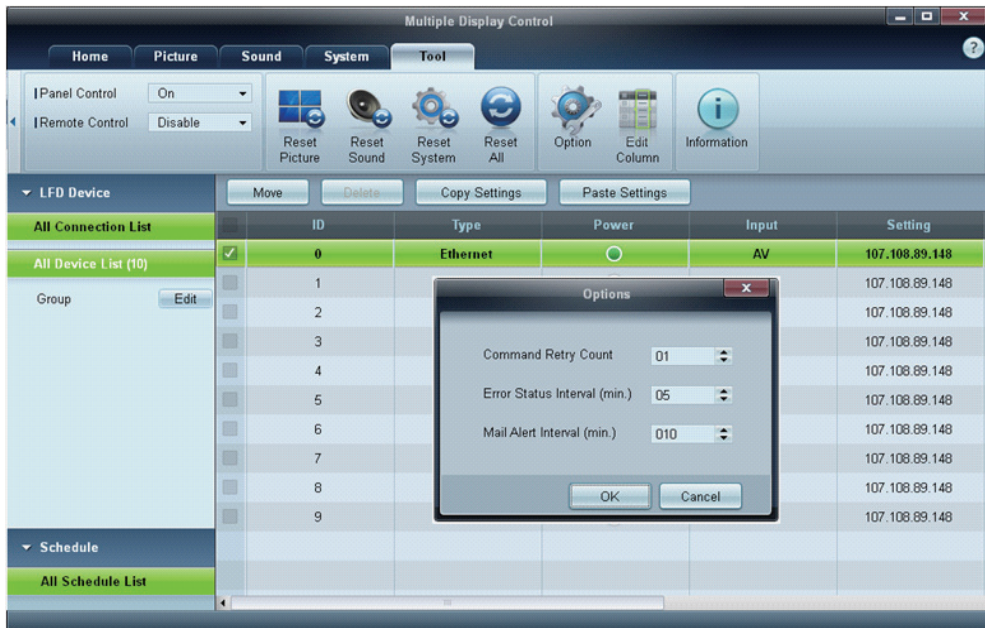 Multiple Display Control
Home Picture Sound System Tool
?
Panel Control On
Remote Control Disable
Reset Picture
Reset Sound
Reset System
Reset All
Option
Edit Column
Information
LFD Device
Move Delete Copy Settings Paste Settings
All Connection List
ID Type Power Input Setting
All Device List (10)
0 Ethernet AV 107.108.89.148
Group Edit
1 107.108.89.148
2 107.108.89.148
3 107.108.89.148
4 107.108.89.148
5 107.108.89.148
6 107.108.89.148
7 107.108.89.148
8 107.108.89.148
9 107.108.89.148
Options
Command Retry Count 01
Error Status Interval (min.) 05
Mail Alert Interval (min.) 010
OK Cancel
Schedule
All Schedule List